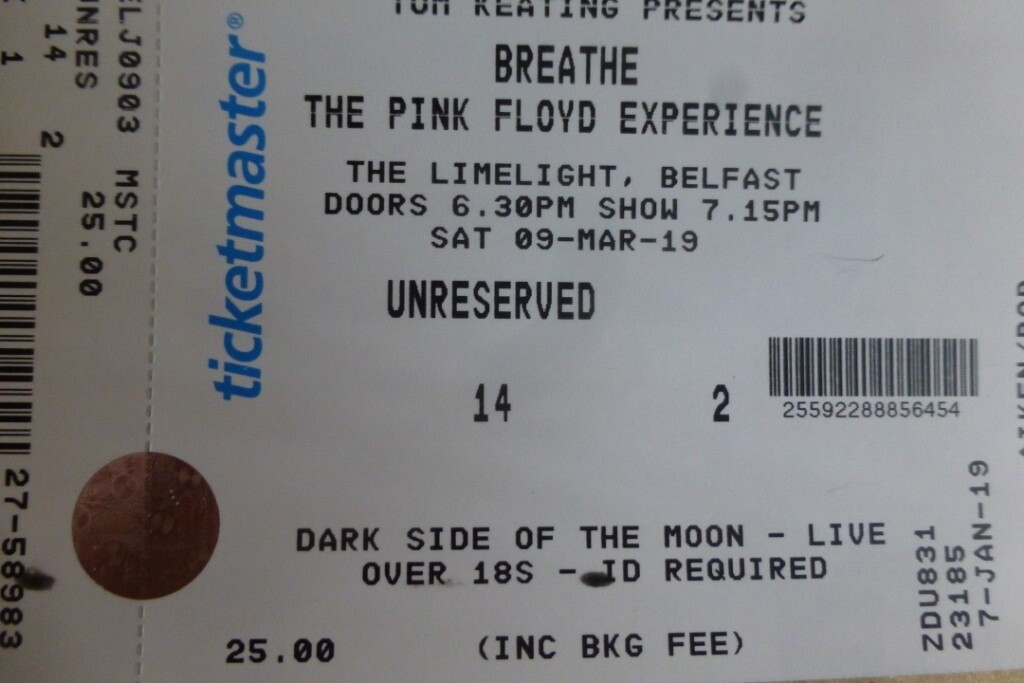 TOM KEATING PRESENTS
BREATHE
THE PINK FLOYD EXPERIENCE
THE LIMELIGHT, BELFAST
DOORS 6.30PM SHOW 7.15PM
SAT 09-MAR-19
UNRESERVED
14 2
25592288856454
DARK SIDE OF THE MOON - LIVE
OVER 18S - ID REQUIRED
25.00 (INC BKG FEE)
ticketmaster®
ELJ0903 MSTC
NRES 25.00
14 2
1
27-58983
ZDU831
23185
7-JAN-19